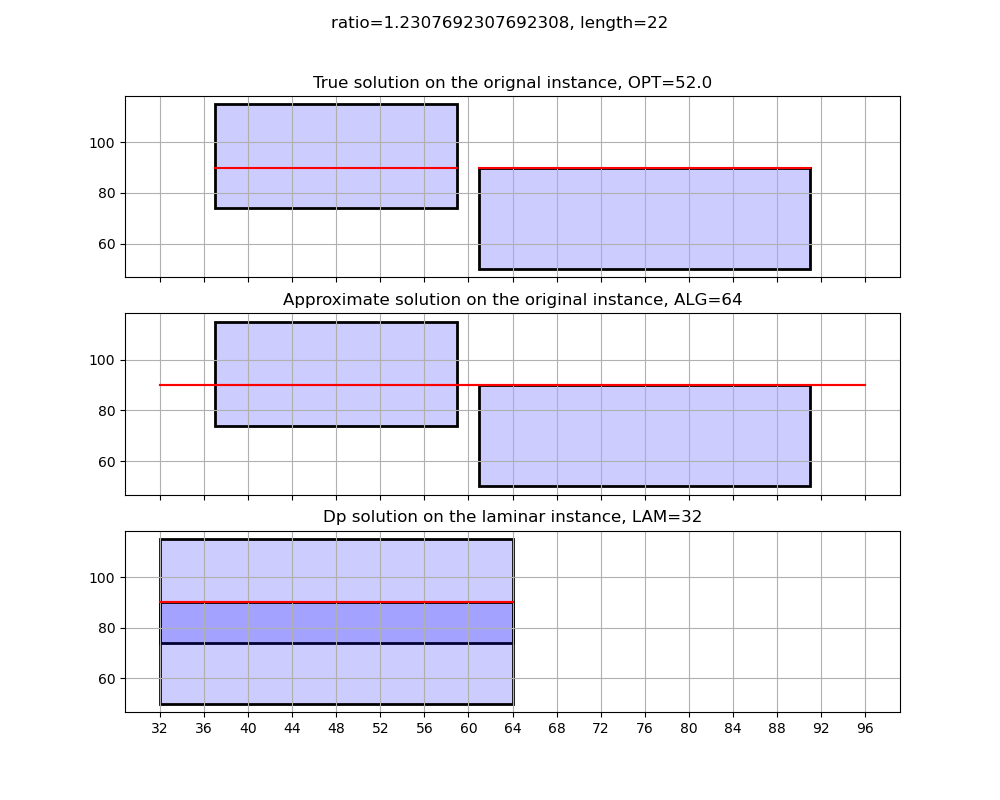 ratio=1.2307692307692308, length=22
True solution on the orignal instance, OPT=52.0
100
80
60
Approximate solution on the original instance, ALG=64
100
80
60
Dp solution on the laminar instance, LAM=32
100
80
60
32 36 40 44 48 52 56 60 64 68 72 76 80 84 88 92 96